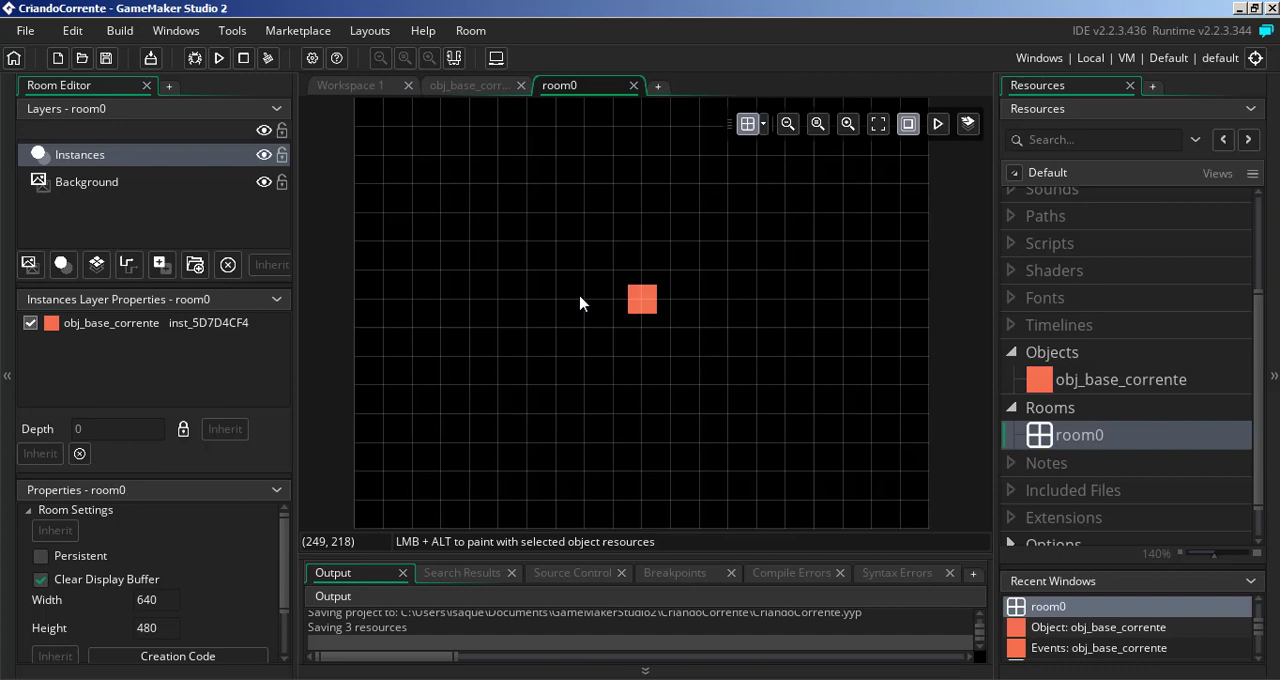 CriandoCorrente - GameMaker Studio 2
File Edit Build Windows Tools Marketplace Layouts Help Room
IDE v2.2.3.436 Runtime v2.2.3.344
Windows | Local | VM | Default | default
Room Editor
Workspace 1
obj_base_corr...
room0
Resources
Layers - room0
Resources
Search...
Instances
Default
Views
Background
Sounds
Paths
Scripts
Inherit
Shaders
Instances Layer Properties - room0
Fonts
obj_base_corrente inst_5D7D4CF4
Timelines
Objects
obj_base_corrente
Rooms
Depth 0
Inherit
room0
Inherit
Notes
Properties - room0
Included Files
Room Settings
Extensions
Inherit
(249, 218) LMB + ALT to paint with selected object resources
Options
Persistent
140%
Clear Display Buffer
Output Search Results Source Control Breakpoints Compile Errors Syntax Errors
Recent Windows
Width 640
Output
room0
Saving project to: C:\Users\isaque\Documents\GameMakerStudio2\CriandoCorrente\CriandoCorrente.yyp
Height 480
Saving 3 resources
Object: obj_base_corrente
Inherit
Creation Code
Events: obj_base_corrente